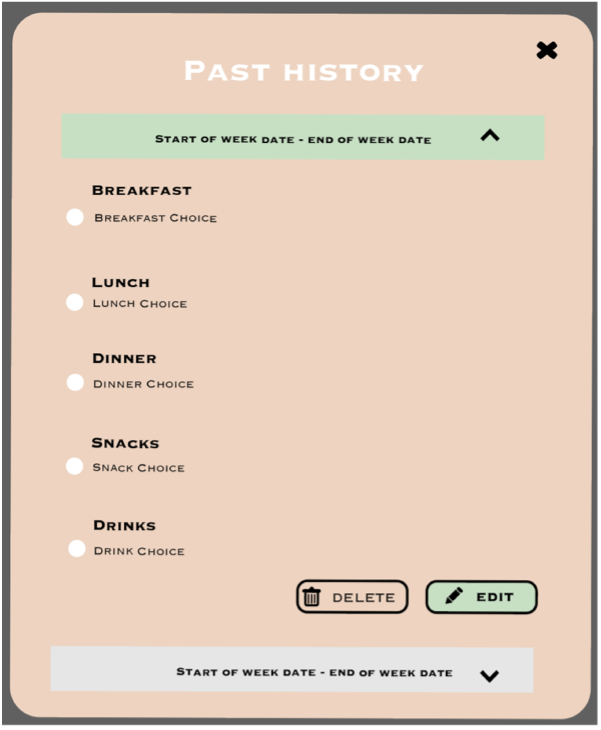 Past history
Start of week date - end of week date
Breakfast
Breakfast Choice
Lunch
Lunch Choice
Dinner
Dinner Choice
Snacks
Snack Choice
Drinks
Drink Choice
DELETE
EDIT
Start of week date - end of week date